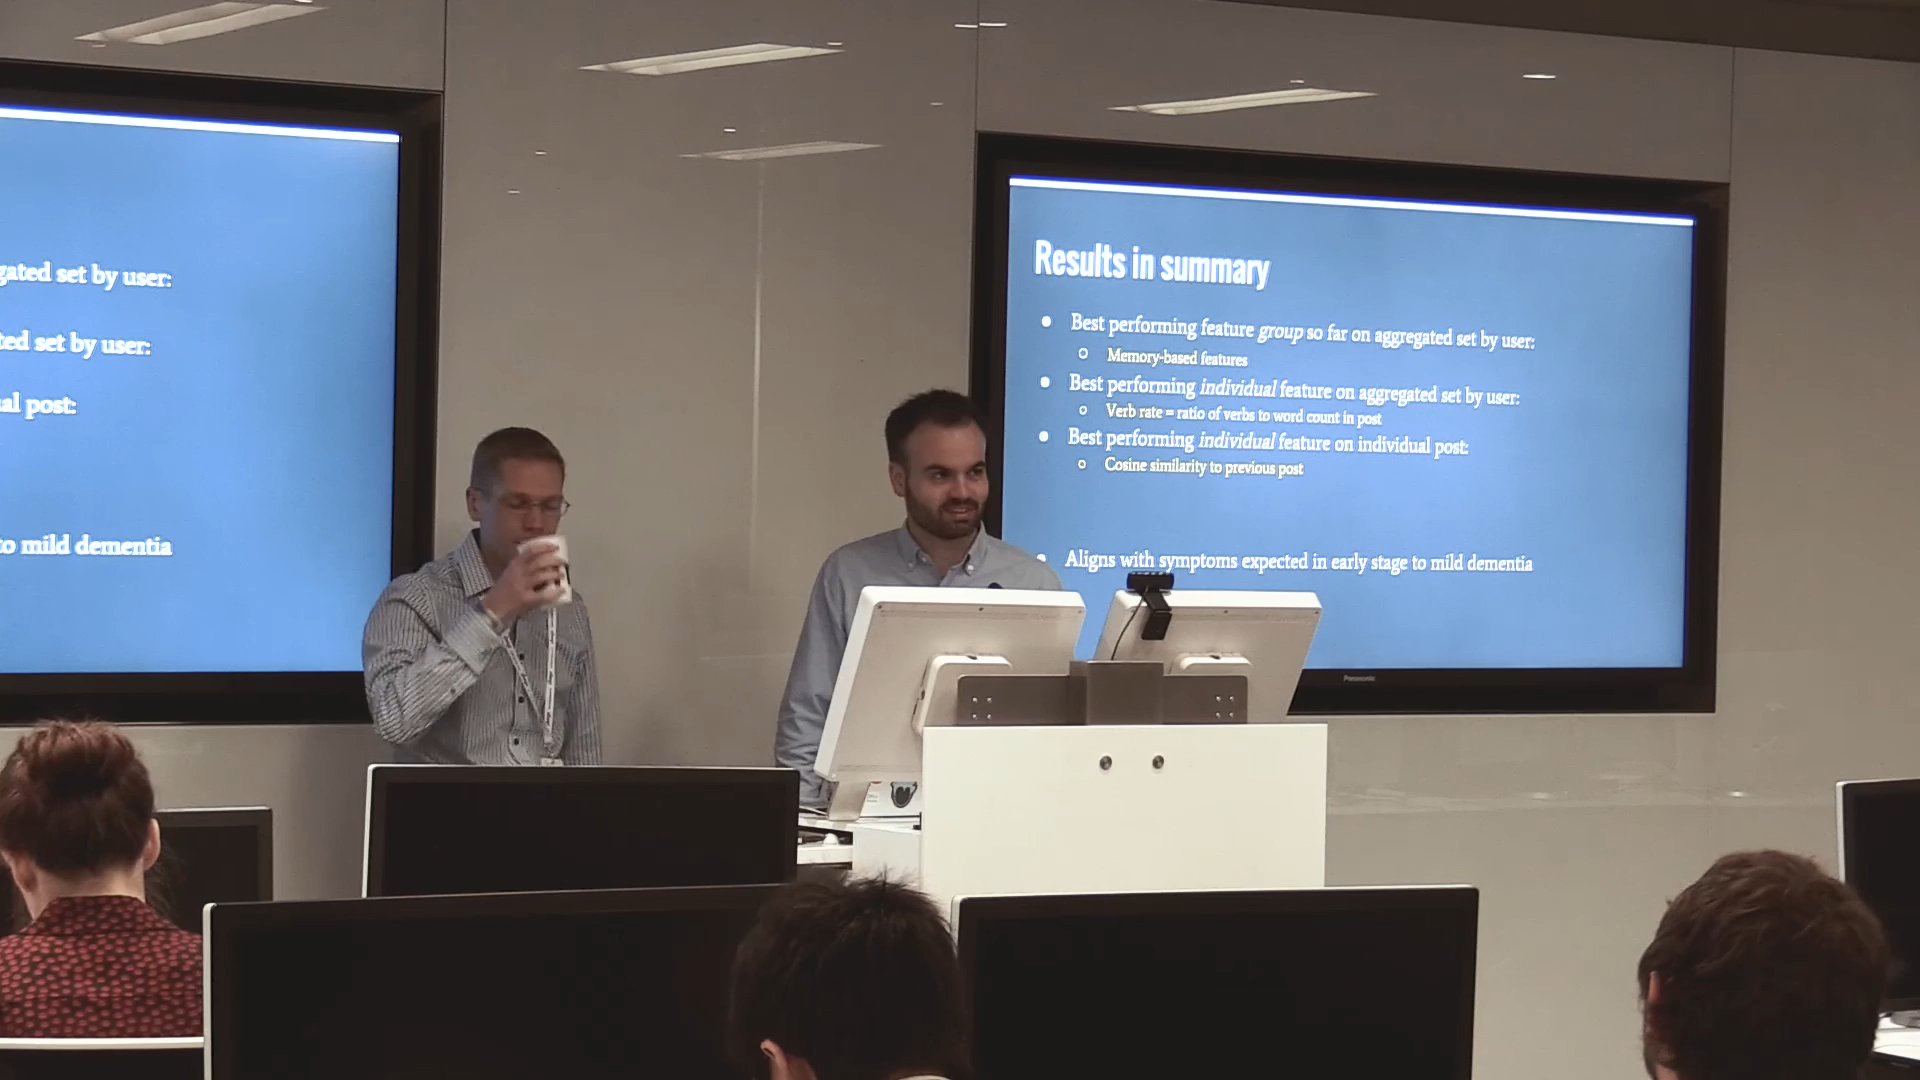 gated set by user:
ted set by user:
al post:
to mild dementia
Results in summary
Best performing feature group so far on aggregated set by user:
Memory-based features
Best performing individual feature on aggregated set by user:
Verb rate = ratio of verbs to word count in post
Best performing individual feature on individual post:
Cosine similarity to previous post
Aligns with symptoms expected in early stage to mild dementia
Panasonic